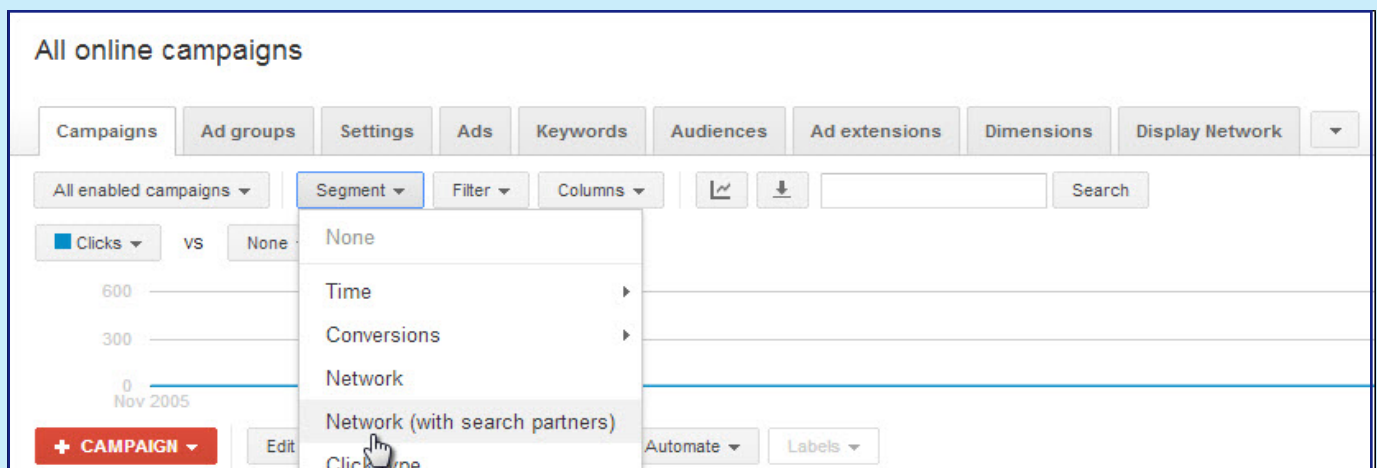 All online campaigns
Campaigns Ad groups Settings Ads Keywords Audiences Ad extensions Dimensions Display Network
All enabled campaigns Segment Filter Columns Search
Clicks VS None
None
600
Time
300
Conversions
0
Network
Nov 2005
Network (with search partners)
+ CAMPAIGN Edit Automate Labels